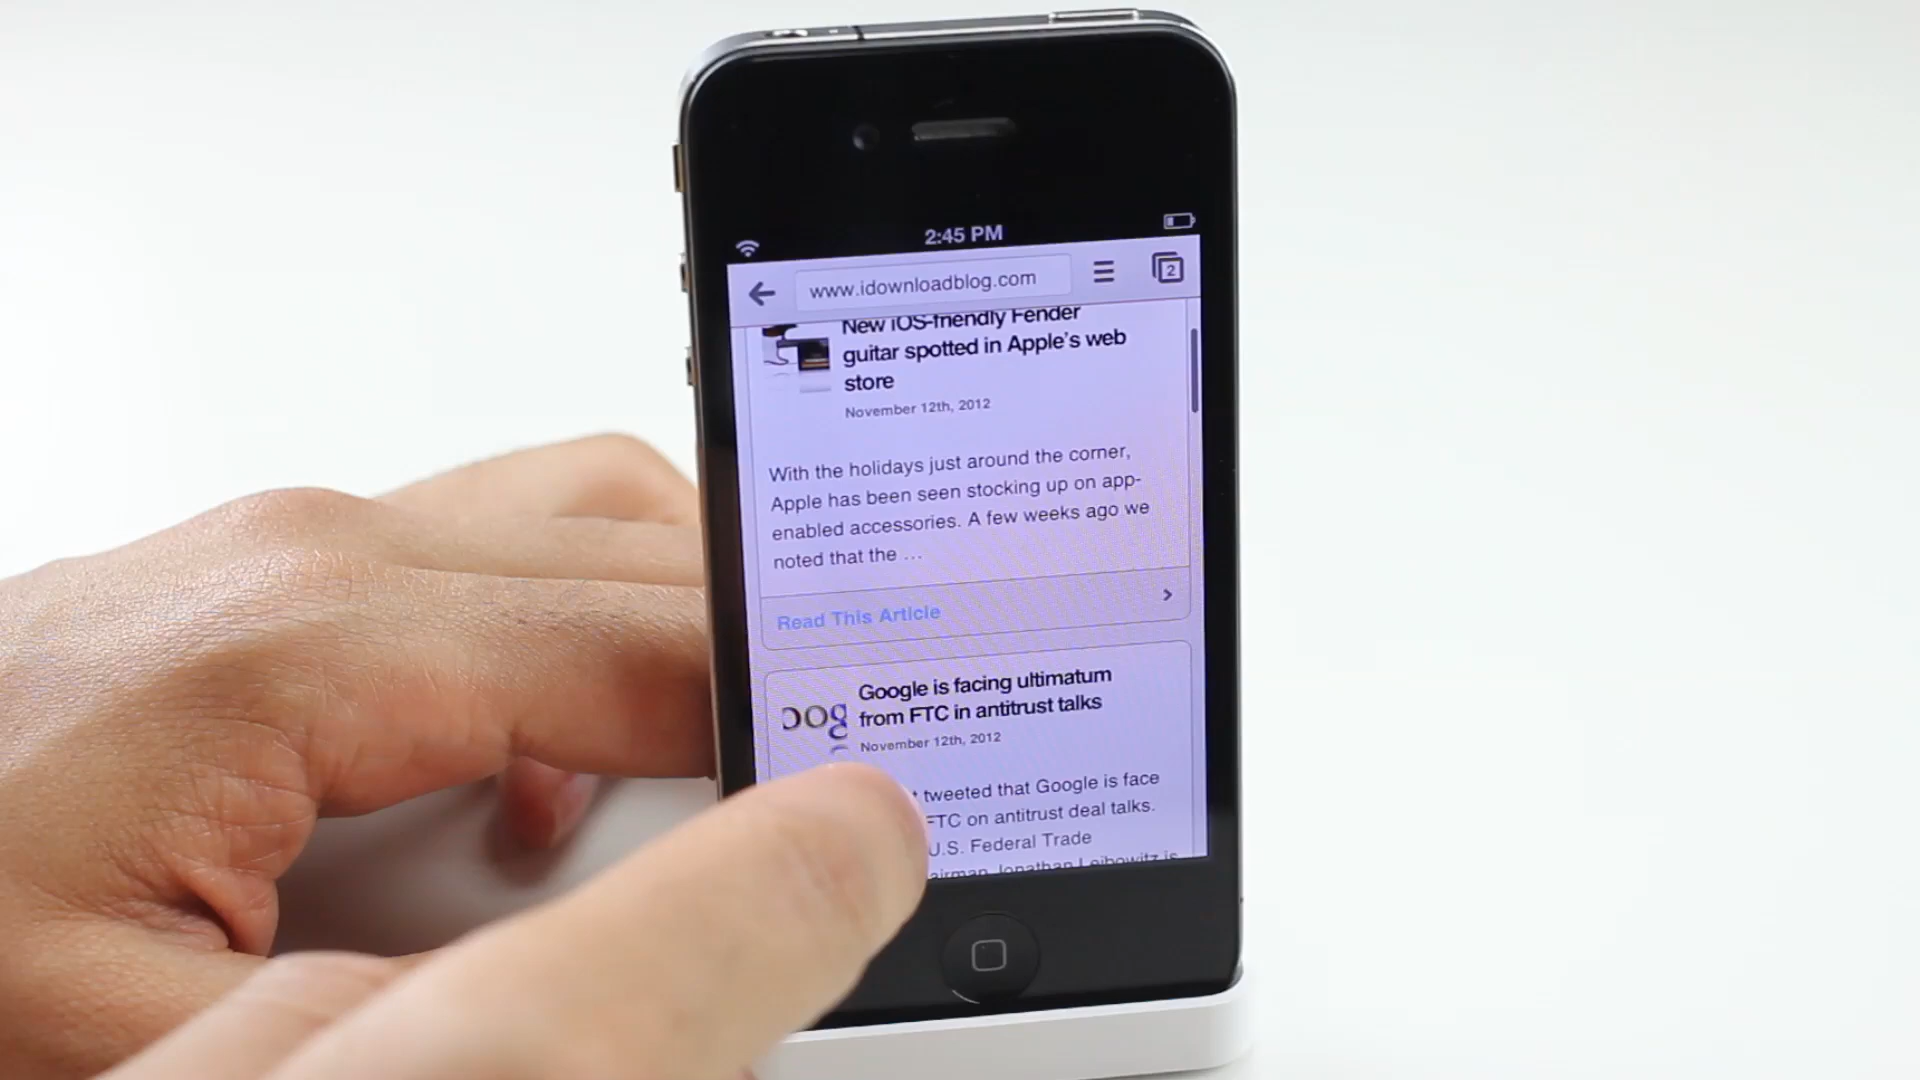 2:45 PM
www.idownloadblog.com
2
New iOS-friendly Fender
guitar spotted in Apple's web
store
November 12th, 2012
With the holidays just around the corner,
Apple has been seen stocking up on app-
enabled accessories. A few weeks ago we
noted that the ...
Read This Article
Google is facing ultimatum
from FTC in antitrust talks
November 12th, 2012
tweeted that Google is face
FTC on antitrust deal talks.
U.S. Federal Trade
Jonathan Leibowitz is